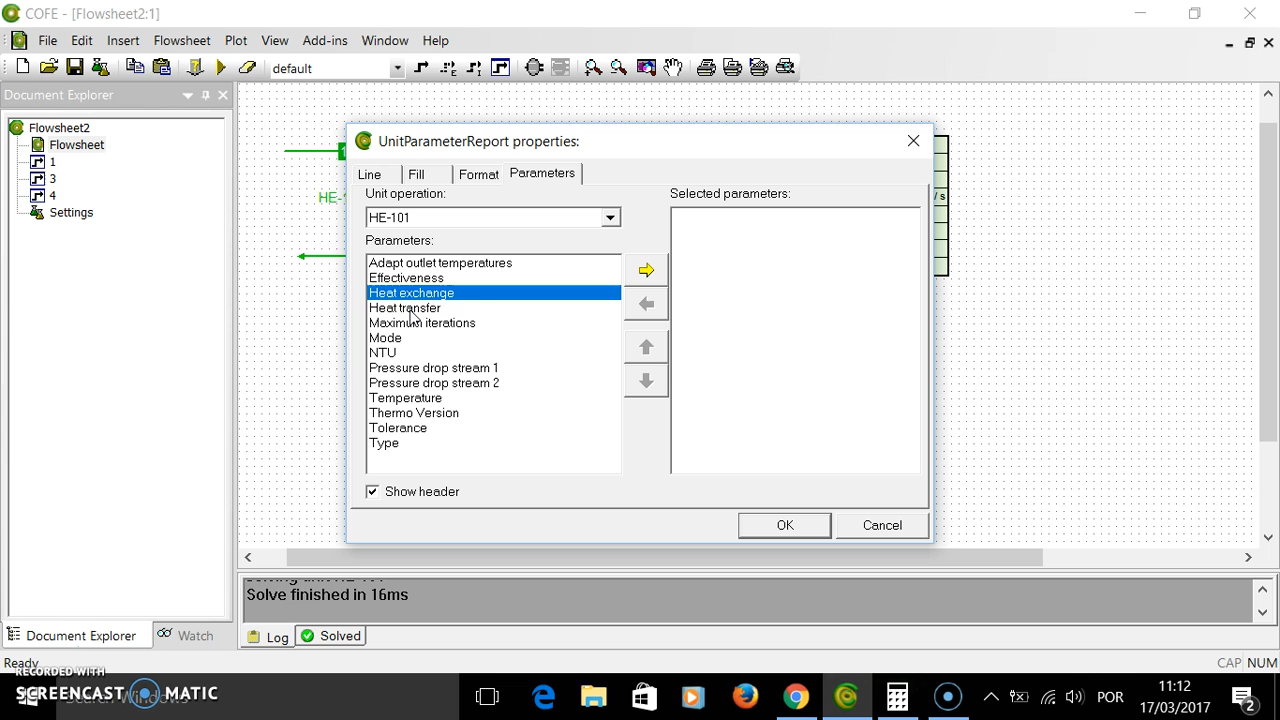 COFE - [Flowsheet2:1]
File Edit Insert Flowsheet Plot View Add-ins Window Help
default
Document Explorer
Flowsheet2
Flowsheet
1
3
4
Settings
1
HE-1
/s
UnitParameterReport properties:
Line Fill Format Parameters
Unit operation:
HE-101
Parameters:
Adapt outlet temperatures
Effectiveness
Heat exchange
Heat transfer
Maximum iterations
Mode
NTU
Pressure drop stream 1
Pressure drop stream 2
Temperature
Thermo Version
Tolerance
Type
Selected parameters:
Show header
OK Cancel
Solve finished in 16ms
Log Solved
Document Explorer Watch
Ready
CAP NUM
RECORDED WITH
SCREENCAST MATIC
POR
11:12
17/03/2017
2